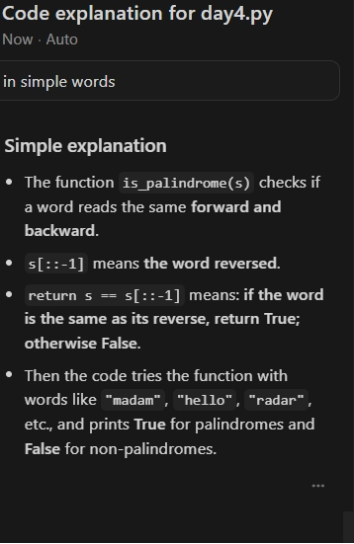 Code explanation for day4.py
Now · Auto
in simple words
Simple explanation
• The function is_palindrome(s) checks if
a word reads the same forward and
backward.
• s[::-1] means the word reversed.
• return s == s[::-1] means: if the word
is the same as its reverse, return True;
otherwise False.
• Then the code tries the function with
words like "madam", "hello", "radar",
etc., and prints True for palindromes and
False for non-palindromes.
...